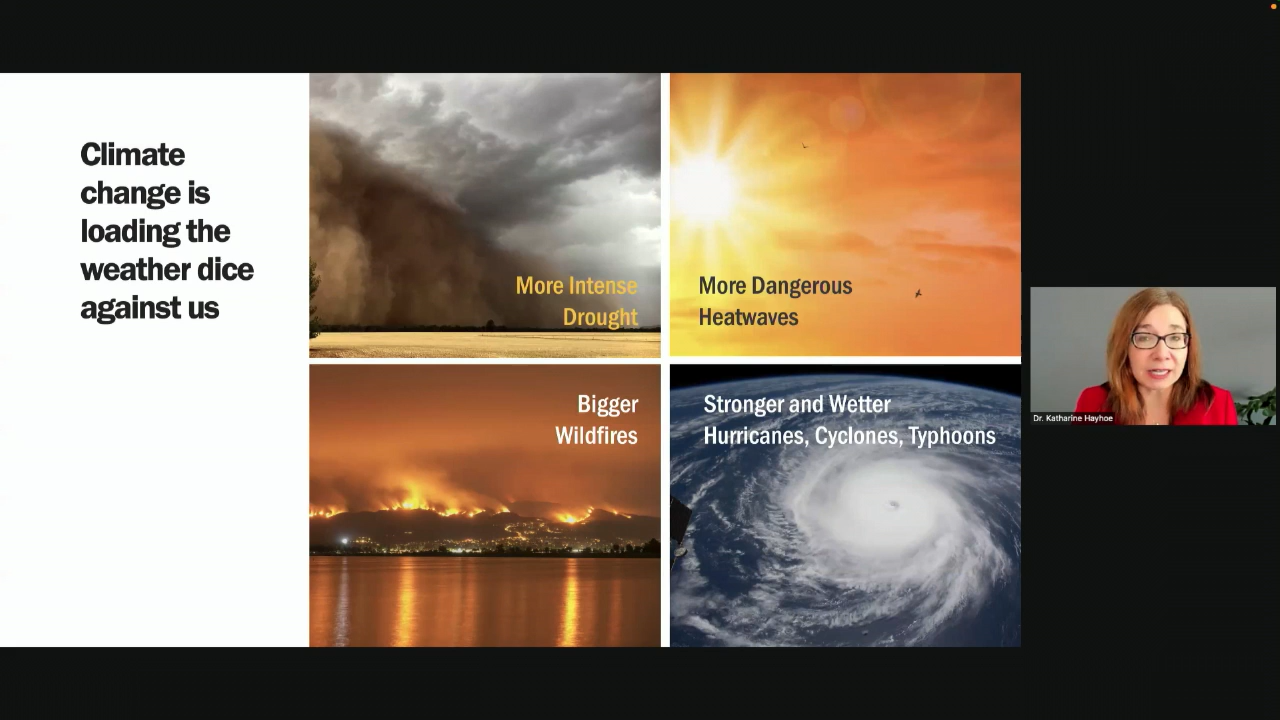 Climate
change is
loading the
weather dice
against us
More Intense
Drought
More Dangerous
Heatwaves
Bigger
Wildfires
Stronger and Wetter
Hurricanes, Cyclones, Typhoons
Dr. Katharine Hayhoe